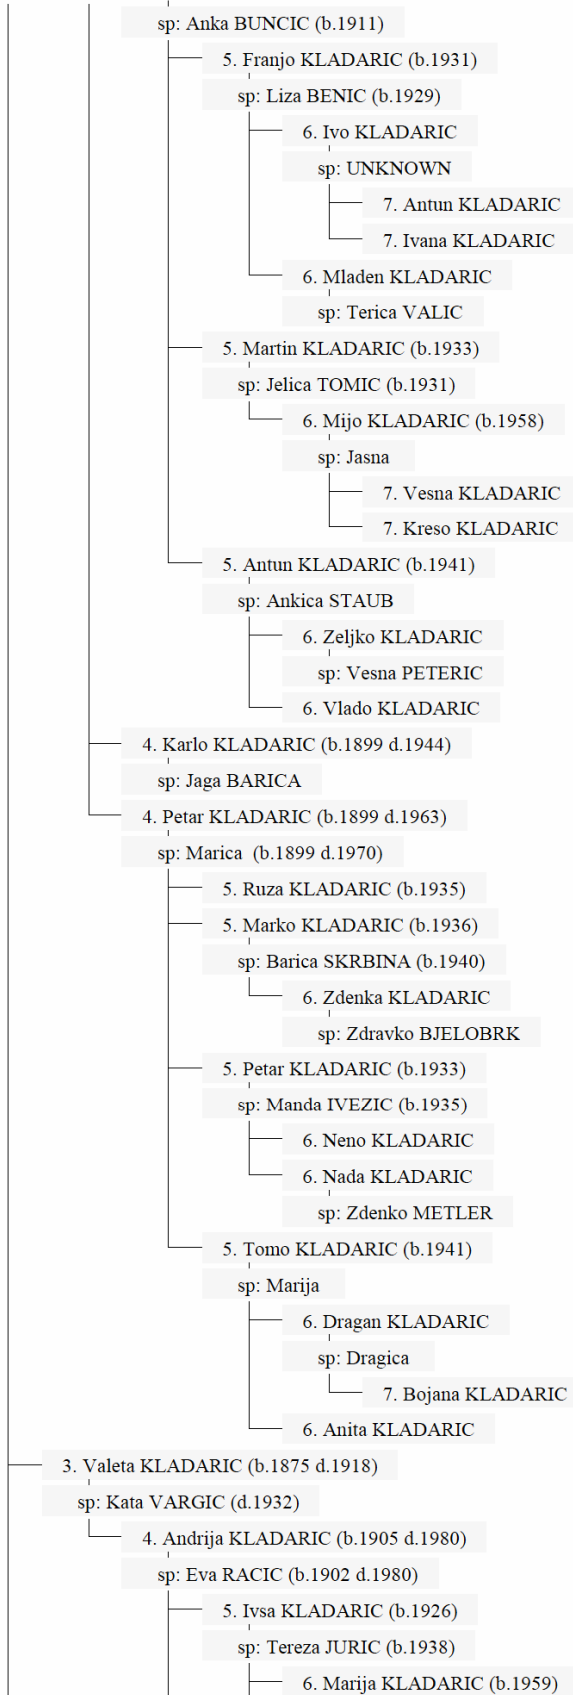 sp: Anka BUNCIC (b.1911)
5. Franjo KLADARIC (b.1931)
sp: Liza BENIC (b.1929)
6. Ivo KLADARIC
sp: UNKNOWN
7. Antun KLADARIC
7. Ivana KLADARIC
6. Mladen KLADARIC
sp: Terica VALIC
5. Martin KLADARIC (b.1933)
sp: Jelica TOMIC (b.1931)
6. Mijo KLADARIC (b.1958)
sp: Jasna
7. Vesna KLADARIC
7. Kreso KLADARIC
5. Antun KLADARIC (b.1941)
sp: Ankica STAUB
6. Zeljko KLADARIC
sp: Vesna PETERIC
6. Vlado KLADARIC
4. Karlo KLADARIC (b.1899 d.1944)
sp: Jaga BARICA
4. Petar KLADARIC (b.1899 d.1963)
sp: Marica (b.1899 d.1970)
5. Ruza KLADARIC (b.1935)
5. Marko KLADARIC (b.1936)
sp: Barica SKRBINA (b.1940)
6. Zdenka KLADARIC
sp: Zdravko BJELOBRK
5. Petar KLADARIC (b.1933)
sp: Manda IVEZIC (b.1935)
6. Neno KLADARIC
6. Nada KLADARIC
sp: Zdenko METLER
5. Tomo KLADARIC (b.1941)
sp: Marija
6. Dragan KLADARIC
sp: Dragica
7. Bojana KLADARIC
6. Anita KLADARIC
3. Valeta KLADARIC (b.1875 d.1918)
sp: Kata VARGIC (d.1932)
4. Andrija KLADARIC (b.1905 d.1980)
sp: Eva RACIC (b.1902 d.1980)
5. Ivsa KLADARIC (b.1926)
sp: Tereza JURIC (b.1938)
6. Marija KLADARIC (b.1959)